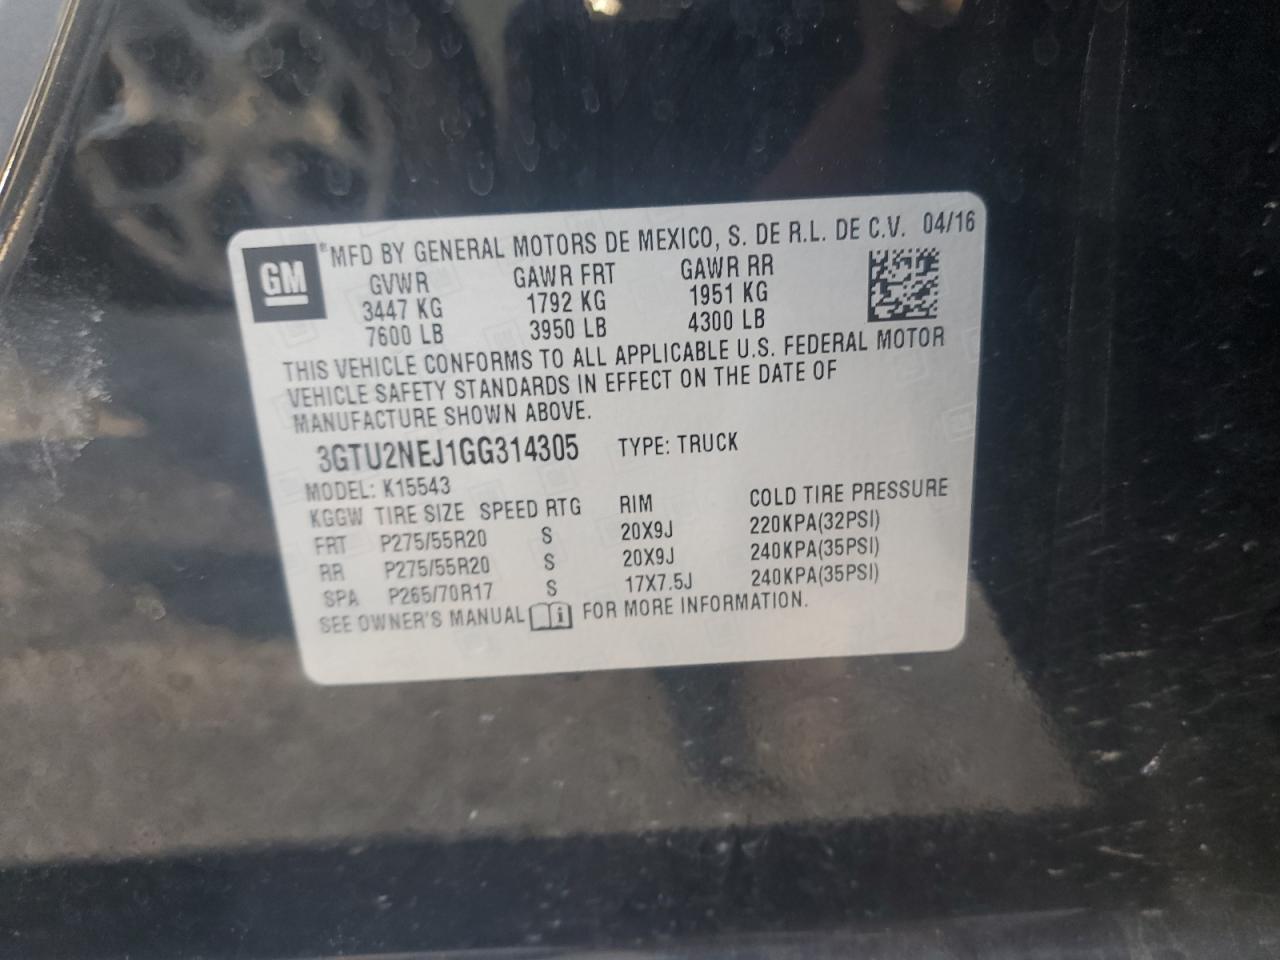 GM
®MFD BY GENERAL MOTORS DE MEXICO, S. DE R.L. DE C.V. 04/16
GVWR GAWR FRT GAWR RR
3447 KG 1792 KG 1951 KG
7600 LB 3950 LB 4300 LB
THIS VEHICLE CONFORMS TO ALL APPLICABLE U.S. FEDERAL MOTOR
VEHICLE SAFETY STANDARDS IN EFFECT ON THE DATE OF
MANUFACTURE SHOWN ABOVE.
3GTU2NEJ1GG314305 TYPE: TRUCK
MODEL: K15543
KGGW TIRE SIZE SPEED RTG RIM COLD TIRE PRESSURE
FRT P275/55R20 S 20X9J 220KPA(32PSI)
RR P275/55R20 S 20X9J 240KPA(35PSI)
SPA P265/70R17 S 17X7.5J 240KPA(35PSI)
SEE OWNER'S MANUAL i FOR MORE INFORMATION.